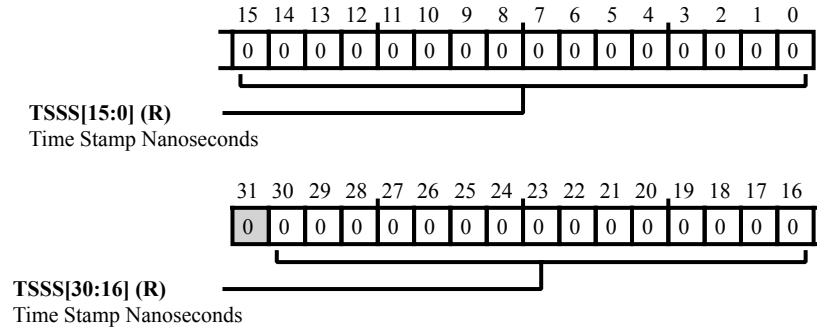 15 14 13 12 11 10 9 8 7 6 5 4 3 2 1 0
0 0 0 0 0 0 0 0 0 0 0 0 0 0 0 0
TSSS[15:0] (R)
Time Stamp Nanoseconds
31 30 29 28 27 26 25 24 23 22 21 20 19 18 17 16
0 0 0 0 0 0 0 0 0 0 0 0 0 0 0 0
TSSS[30:16] (R)
Time Stamp Nanoseconds